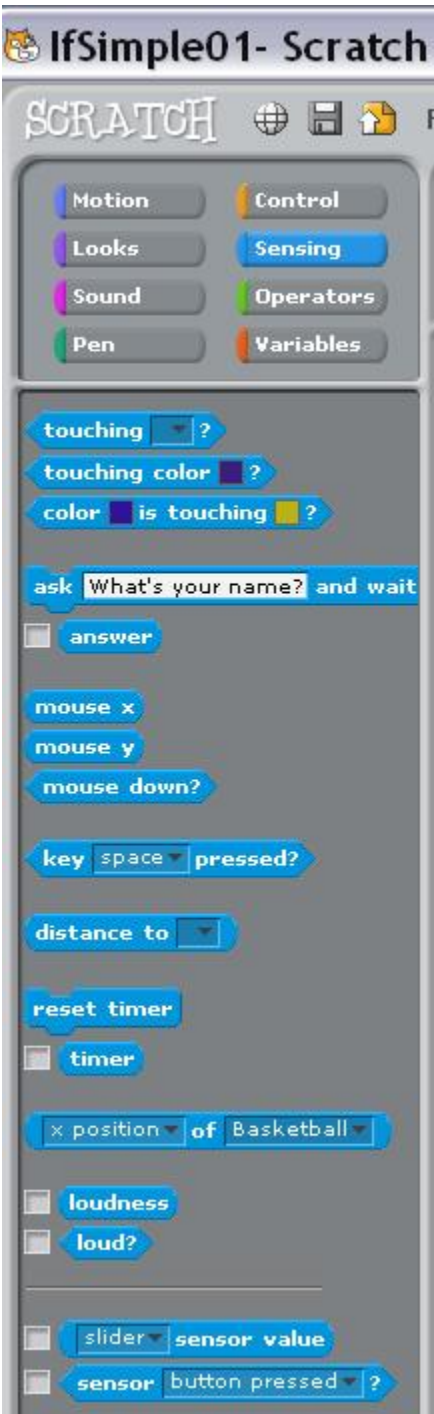 IfSimple01- Scratch
SCRATCH
Motion Control
Looks Sensing
Sound Operators
Pen Variables
touching ?
touching color ?
color is touching ?
ask What's your name? and wait
answer
mouse x
mouse y
mouse down?
key space pressed?
distance to
reset timer
timer
x position of Basketball
loudness
loud?
slider sensor value
sensor button pressed ?